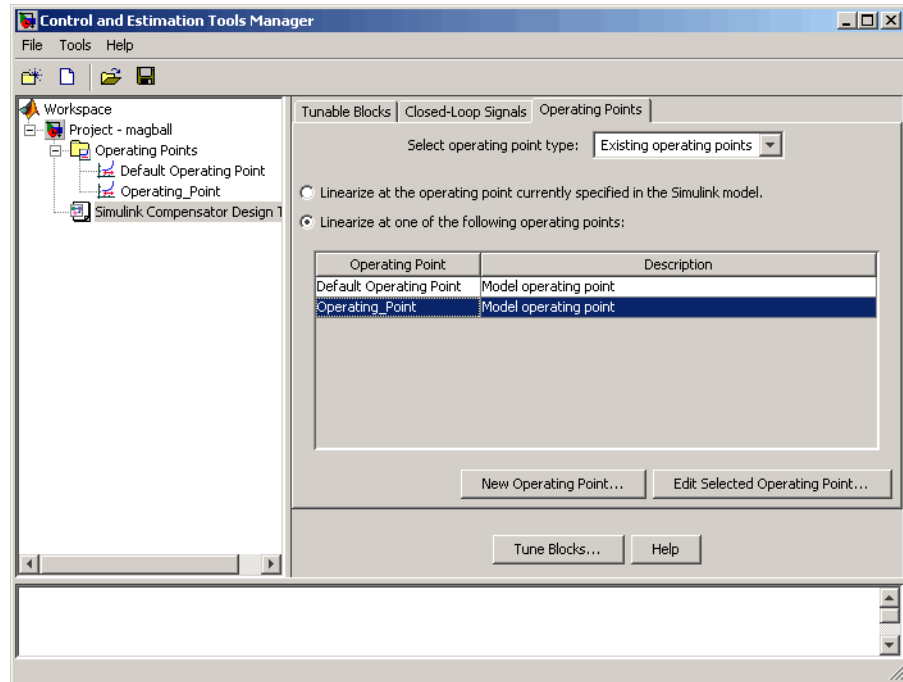 Control and Estimation Tools Manager
File Tools Help
Workspace
Project - magball
Operating Points
Default Operating Point
Operating_Point
Simulink Compensator Design T
Tunable Blocks Closed-Loop Signals Operating Points
Select operating point type: Existing operating points
Linearize at the operating point currently specified in the Simulink model.
Linearize at one of the following operating points:
Operating Point Description
Default Operating Point Model operating point
Operating_Point Model operating point
New Operating Point... Edit Selected Operating Point...
Tune Blocks... Help